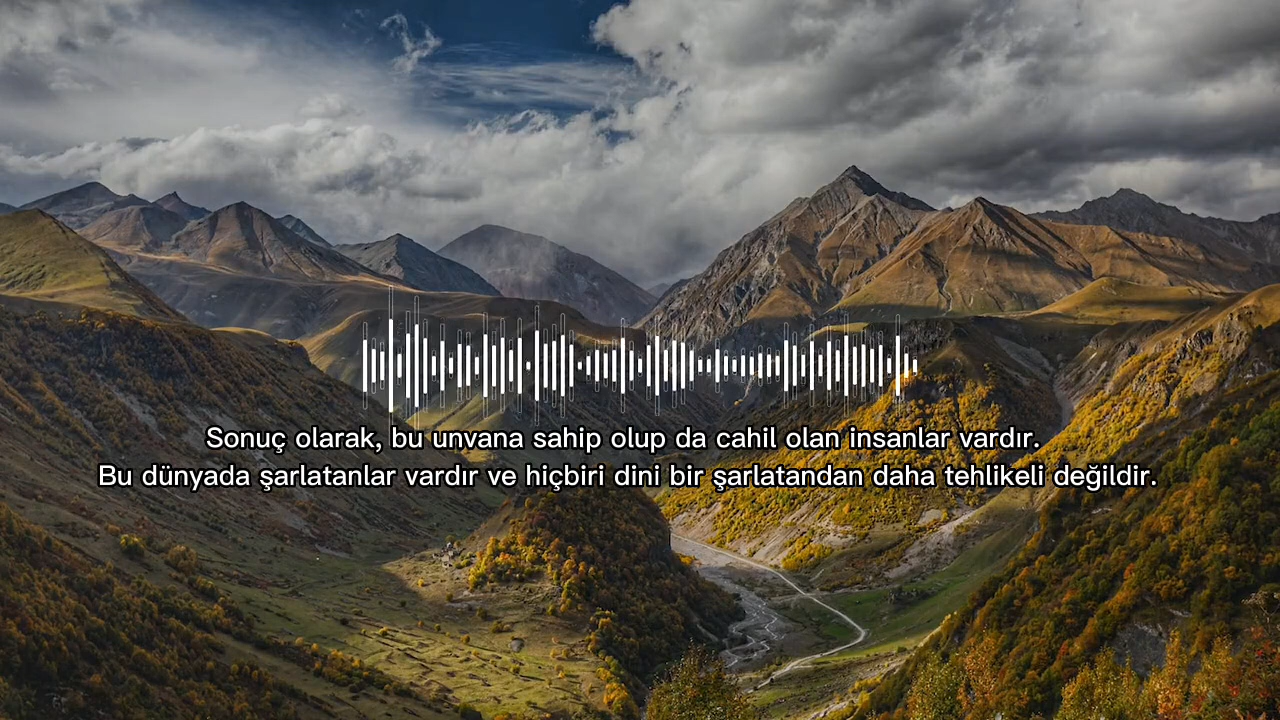 Sonuç olarak, bu unvana sahip olup da cahil olan insanlar vardır.
Bu dünyada şarlatanlar vardır ve hiçbiri dini bir şarlatandan daha tehlikeli değildir.